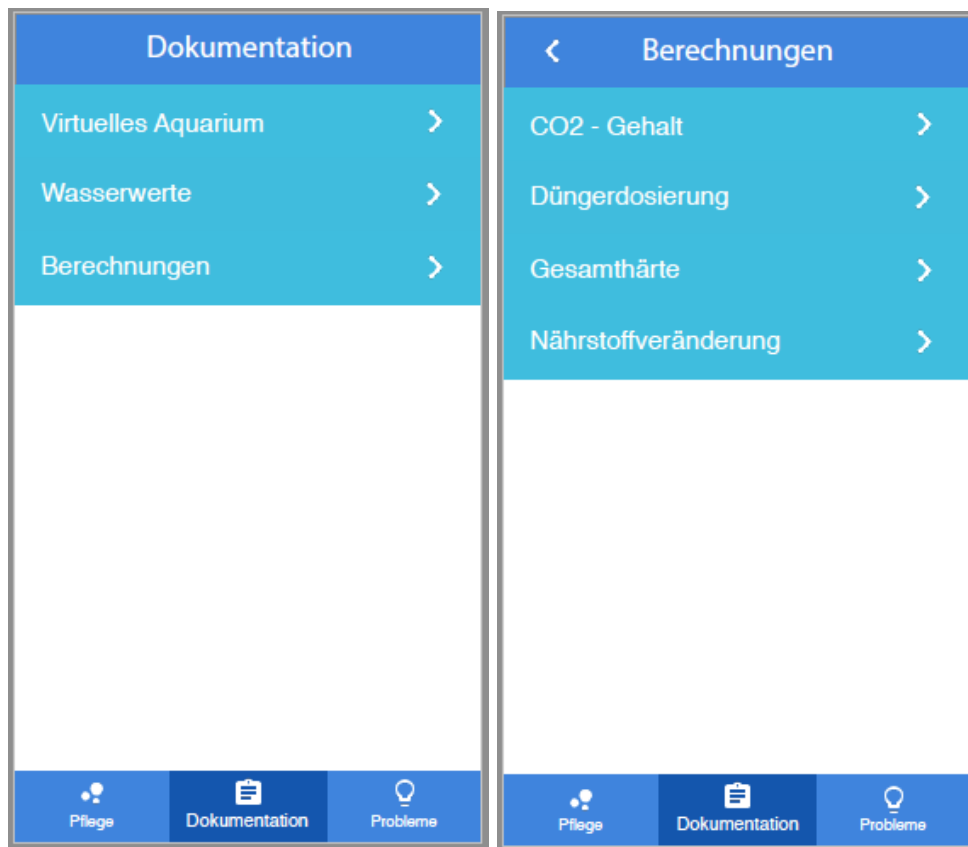 Dokumentation
Virtuelles Aquarium
Wasserwerte
Berechnungen
Pflege
Dokumentation
Probleme
Berechnungen
CO2 - Gehalt
Düngerdosierung
Gesamthärte
Nährstoffveränderung
Pflege
Dokumentation
Probleme